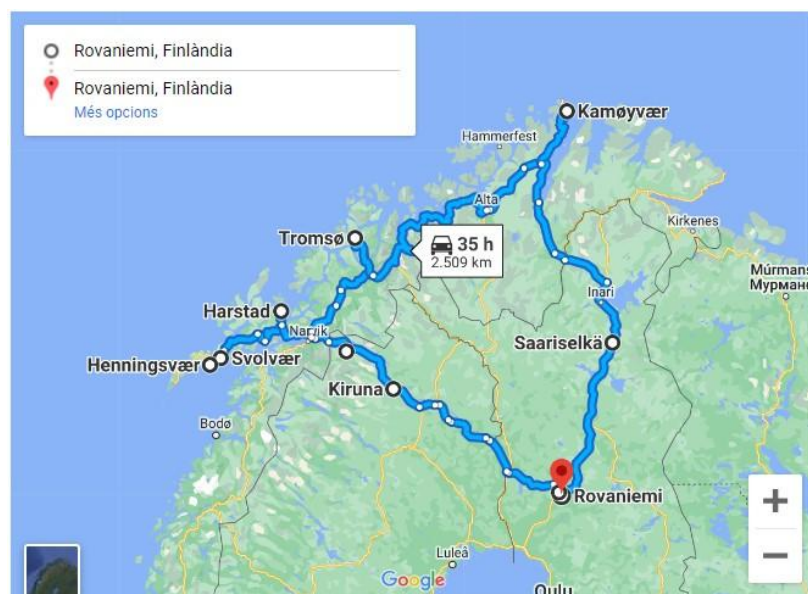 Rovaniemi, Finlàndia
Rovaniemi, Finlàndia
Més opcions
Kamøyvær
Hammerfest
Alta
Kirkenes
Tromsø
35 h
2.509 km
Múrmans
Мурман
Inari
Harstad
Narvik
Saariselkä
Henningsvær
Svolvær
Kiruna
Bodø
Rovaniemi
Luleå
Google
Oulu
+
−